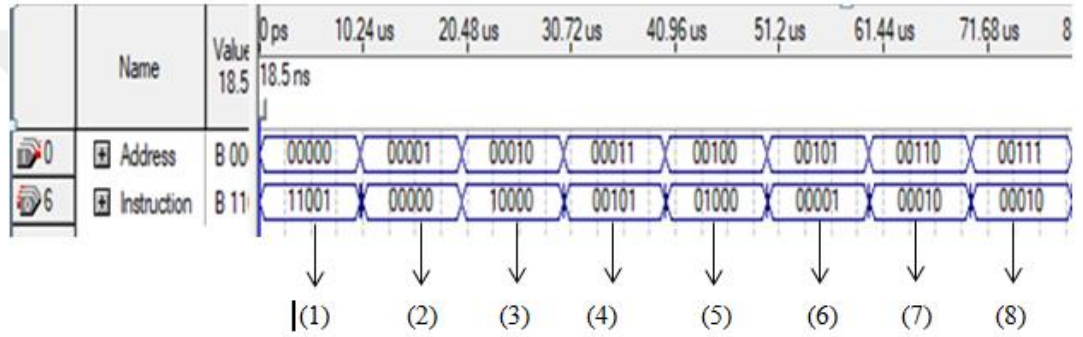 Name Value 0 ps 10.24 us 20.48 us 30.72 us 40.96 us 51.2 us 61.44 us 71.68 us 8
18.5 18.5 ns
0 Address B 00 00000 00001 00010 00011 00100 00101 00110 00111
6 Instruction B 11 11001 00000 10000 00101 01000 00001 00010 00010
(1) (2) (3) (4) (5) (6) (7) (8)